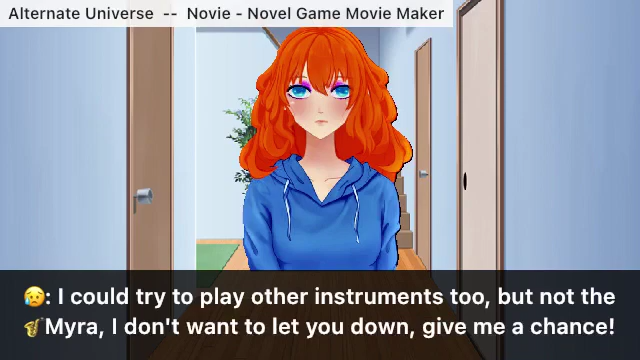 Alternate Universe -- Novie - Novel Game Movie Maker
😥: I could try to play other instruments too, but not the
🎷Myra, I don't want to let you down, give me a chance!